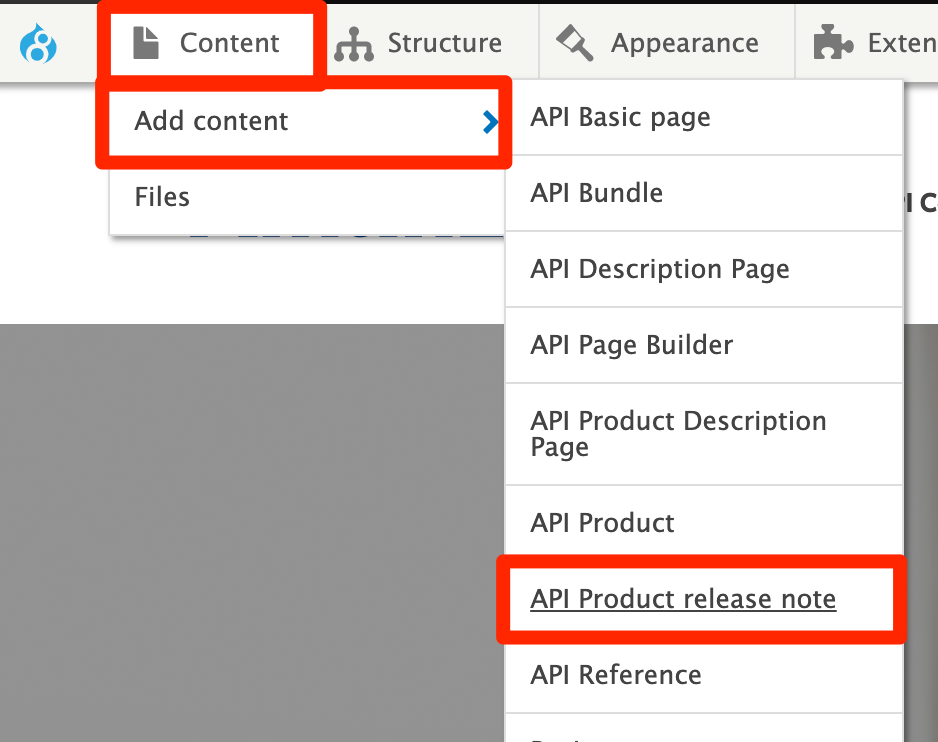 Content
Structure
Appearance
Exten
Add content
Files
API Basic page
API Bundle
API Description Page
API Page Builder
API Product Description
Page
API Product
API Product release note
API Reference
PI C